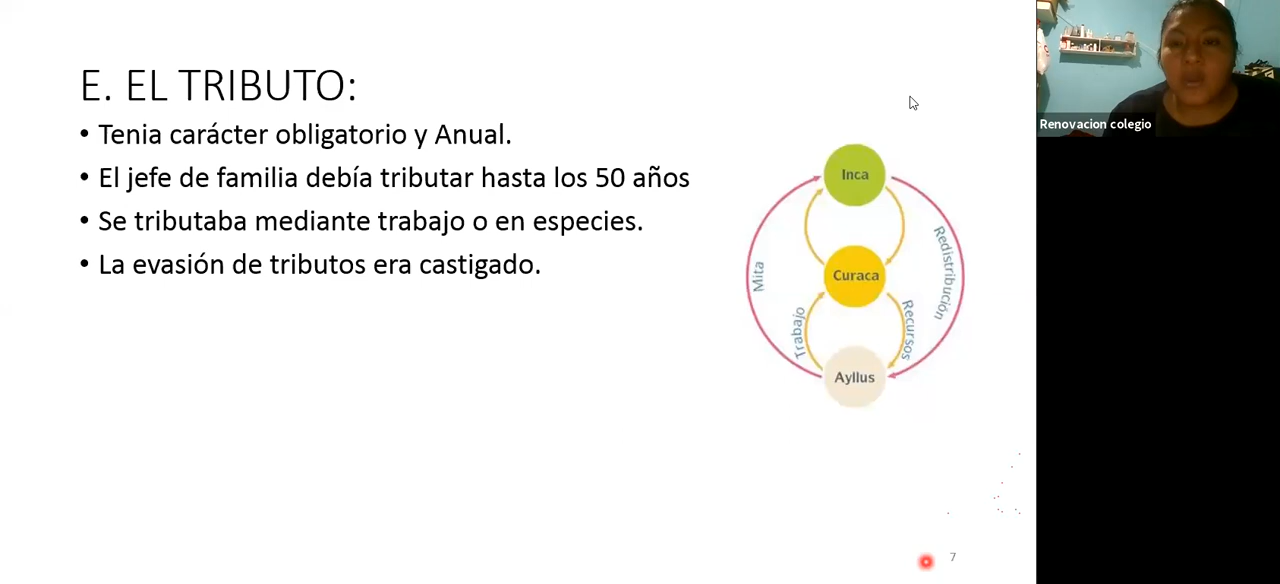 E. EL TRIBUTO:
• Tenia carácter obligatorio y Anual.
• El jefe de familia debía tributar hasta los 50 años
• Se tributaba mediante trabajo o en especies.
• La evasión de tributos era castigado.
Inca
Mita
Redistribución
Curaca
Trabajo
Recursos
Ayllus
7
Renovacion colegio